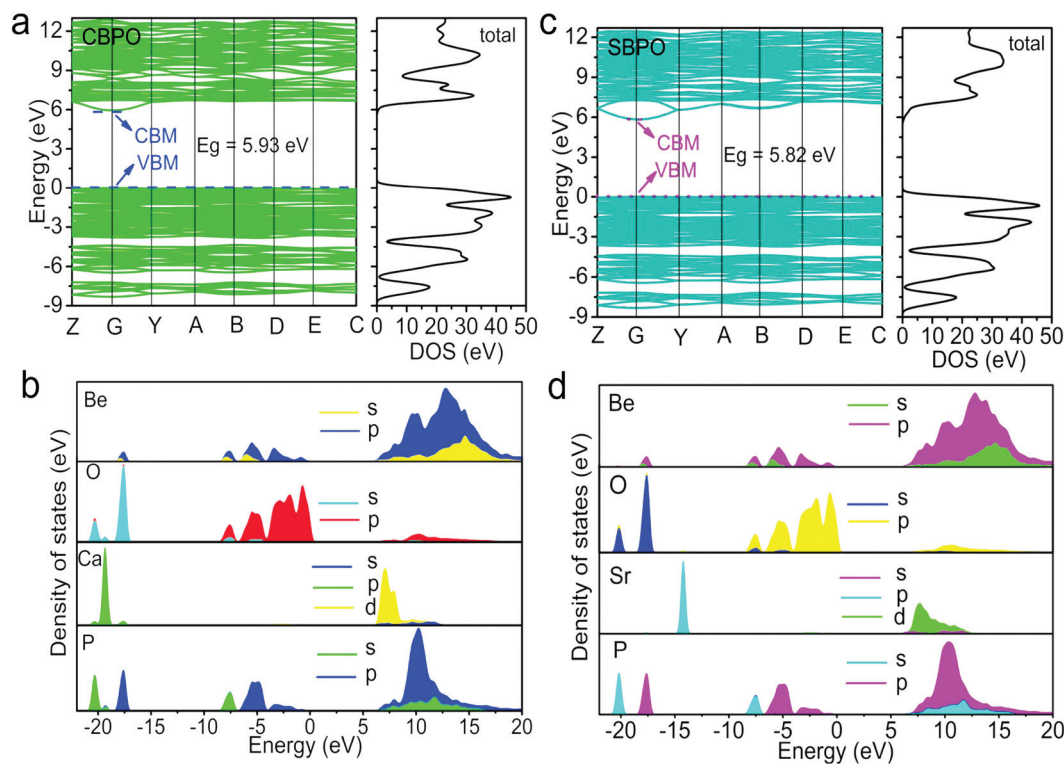 a
CBPO
total
12
9
6
3
0
-3
-6
-9
Energy (eV)
CBM
VBM
Eg = 5.93 eV
Z G Y A B D E C
0 10 20 30 40 50
DOS (eV)
c
SBPO
total
12
9
6
3
0
-3
-6
-9
Energy (eV)
CBM
VBM
Eg = 5.82 eV
Z G Y A B D E C
0 10 20 30 40 50
DOS (eV)
b
Density of states (eV)
Be
s
p
O
s
p
Ca
s
p
d
P
s
p
-20 -15 -10 -5 0 5 10 15 20
Energy (eV)
d
Density of states (eV)
Be
s
p
O
s
p
Sr
s
p
d
P
s
p
-20 -15 -10 -5 0 5 10 15 20
Energy (eV)